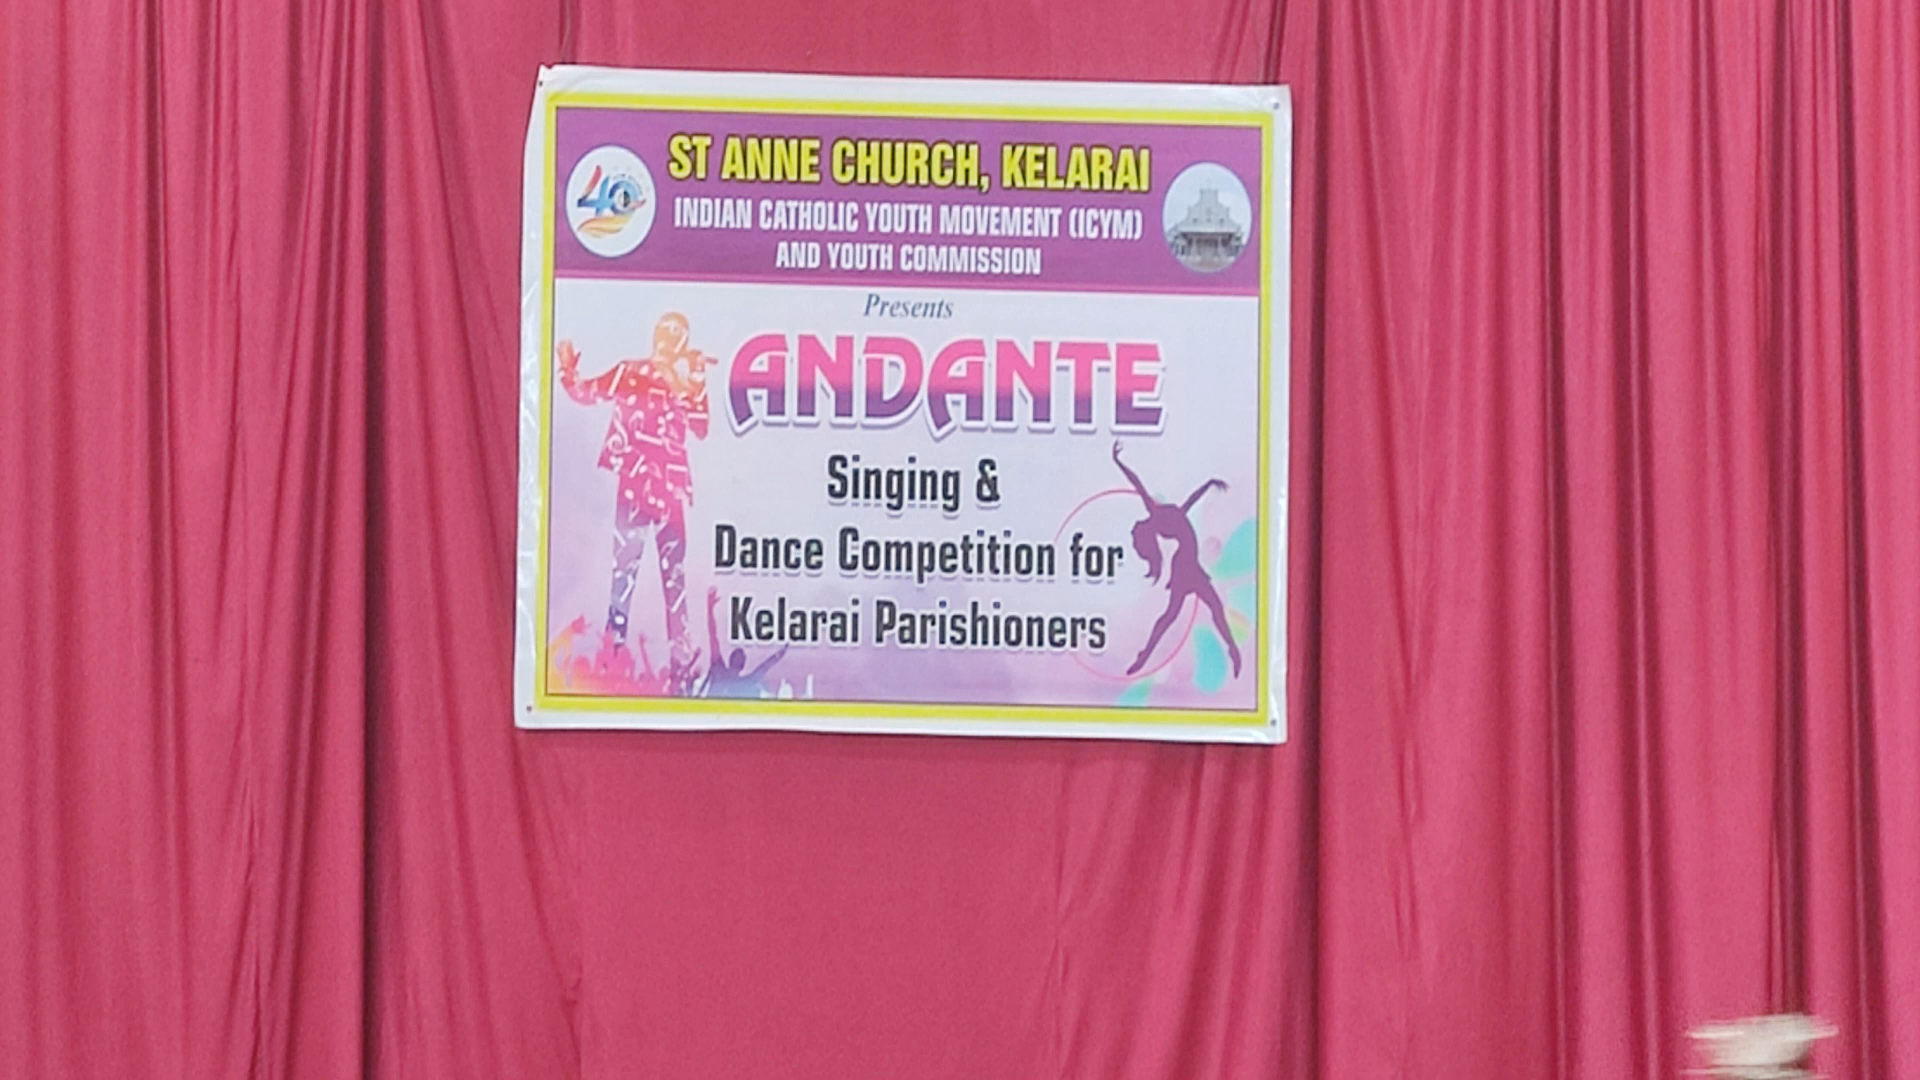 ST ANNE CHURCH, KELARAI
INDIAN CATHOLIC YOUTH MOVEMENT (ICYM)
AND YOUTH COMMISSION
40
Presents
ANDANTE
Singing &
Dance Competition for
Kelarai Parishioners